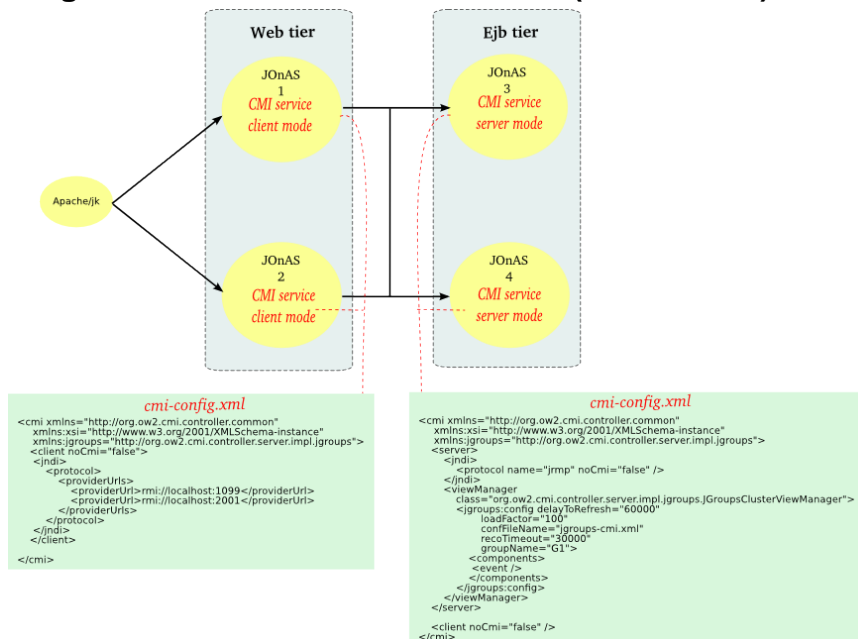 Web tier
Ejb tier
JOnAS
1
CMI service
client mode
JOnAS
3
CMI service
server mode
Apache/jk
JOnAS
2
CMI service
client mode
JOnAS
4
CMI service
server mode
cmi-config.xml
<cmi xmlns="http://org.ow2.cmi.controller.common"
xmlns:xsi="http://www.w3.org/2001/XMLSchema-instance"
xmlns:jgroups="http://org.ow2.cmi.controller.server.impl.jgroups">
<client noCmi="false">
<jndi>
<protocol>
<providerUrls>
<providerUrl>rmi://localhost:1099</providerUrl>
<providerUrl>rmi://localhost:2001</providerUrl>
</providerUrls>
</protocol>
</jndi>
</client>
</cmi>
cmi-config.xml
<cmi xmlns="http://org.ow2.cmi.controller.common"
xmlns:xsi="http://www.w3.org/2001/XMLSchema-instance"
xmlns:jgroups="http://org.ow2.cmi.controller.server.impl.jgroups">
<server>
<jndi>
<protocol name="jrmp" noCmi="false" />
</jndi>
<viewManager
class="org.ow2.cmi.controller.server.impl.jgroups.JGroupsClusterViewManager">
<jgroups:config delayToRefresh="60000"
loadFactor="100"
confFileName="jgroups-cmi.xml"
recoTimeout="30000"
groupName="G1">
<components>
<event />
</components>
</jgroups:config>
</viewManager>
</server>
<client noCmi="false" />
</cmi>